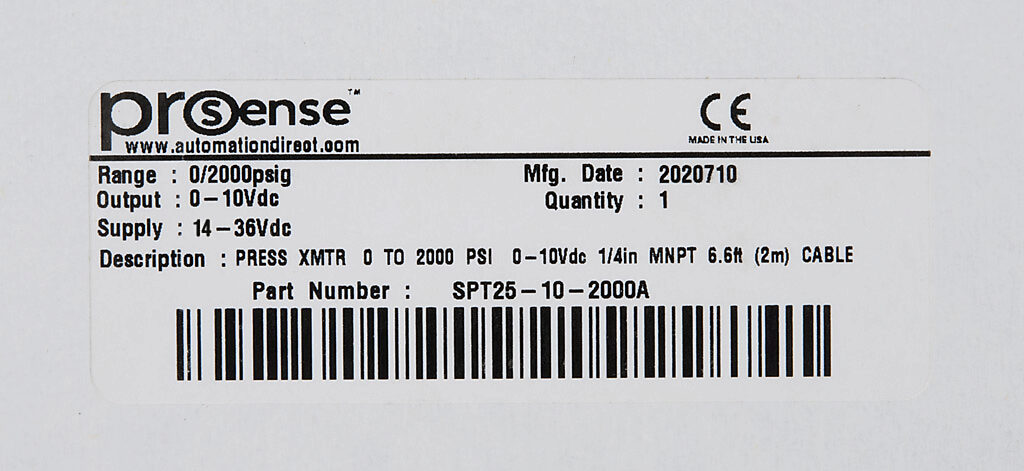 prosense™
www.automationdirect.com
CE
MADE IN THE USA
Range : 0/2000psig
Mfg. Date : 2020710
Output : 0-10Vdc
Quantity : 1
Supply : 14-36Vdc
Description : PRESS XMTR 0 TO 2000 PSI 0-10Vdc 1/4in MNPT 6.6ft (2m) CABLE
Part Number : SPT25-10-2000A